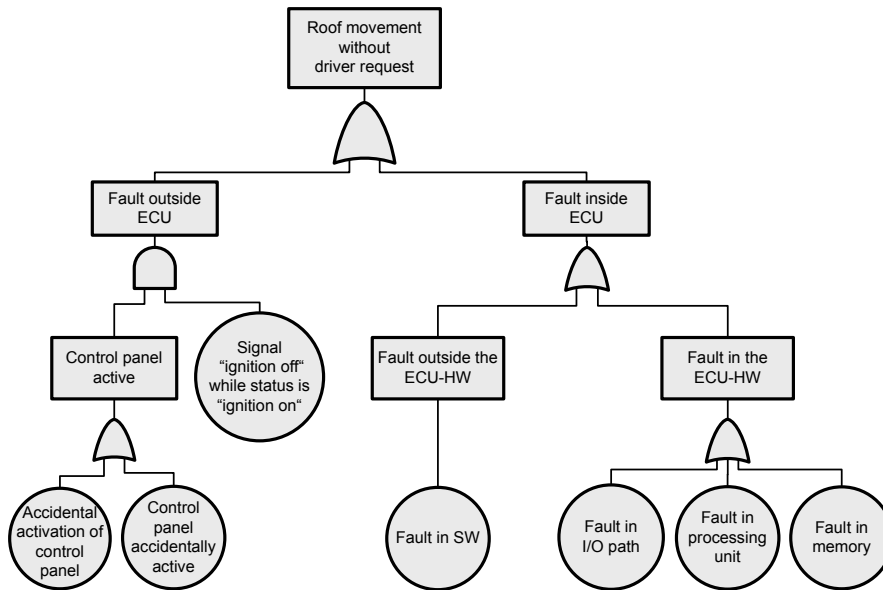 Roof movement
without
driver request
Fault outside
ECU
Fault inside
ECU
Control panel
active
Signal
“ignition off“
while status is
“ignition on“
Fault outside the
ECU-HW
Fault in the
ECU-HW
Accidental
activation of
control
panel
Control
panel
accidentally
active
Fault in SW
Fault in
I/O path
Fault in
processing
unit
Fault in
memory